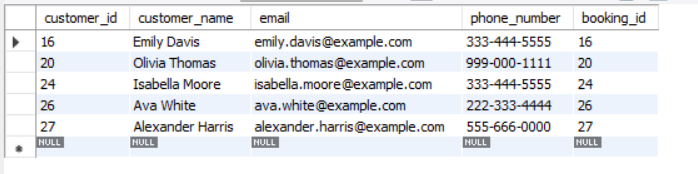 customer_id customer_name email phone_number booking_id
16 Emily Davis emily.davis@example.com 333-444-5555 16
20 Olivia Thomas olivia.thomas@example.com 999-000-1111 20
24 Isabella Moore isabella.moore@example.com 333-444-5555 24
26 Ava White ava.white@example.com 222-333-4444 26
27 Alexander Harris alexander.harris@example.com 555-666-0000 27
NULL NULL NULL NULL NULL